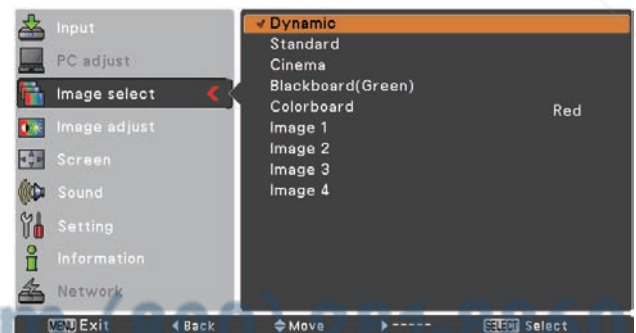 Input
PC adjust
Image select
Image adjust
Screen
Sound
Setting
Information
Network
Dynamic
Standard
Cinema
Blackboard(Green)
Colorboard Red
Image 1
Image 2
Image 3
Image 4
MENU Exit Back Move ----- SELECT Select